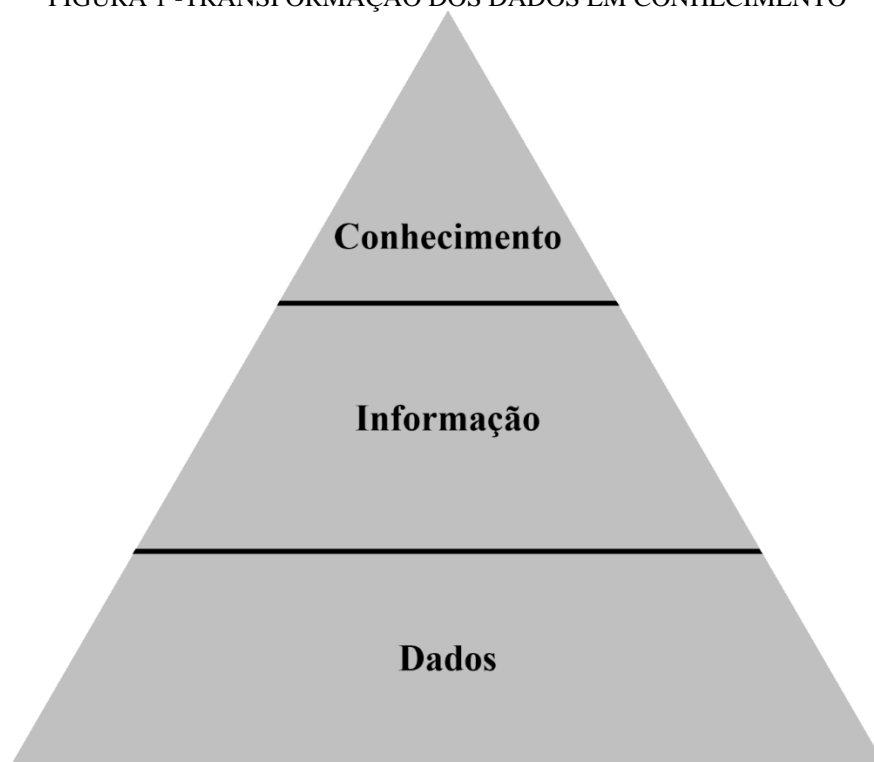 FIGURA 1 -TRANSFORMAÇÃO DOS DADOS EM CONHECIMENTO
Conhecimento
Informação
Dados